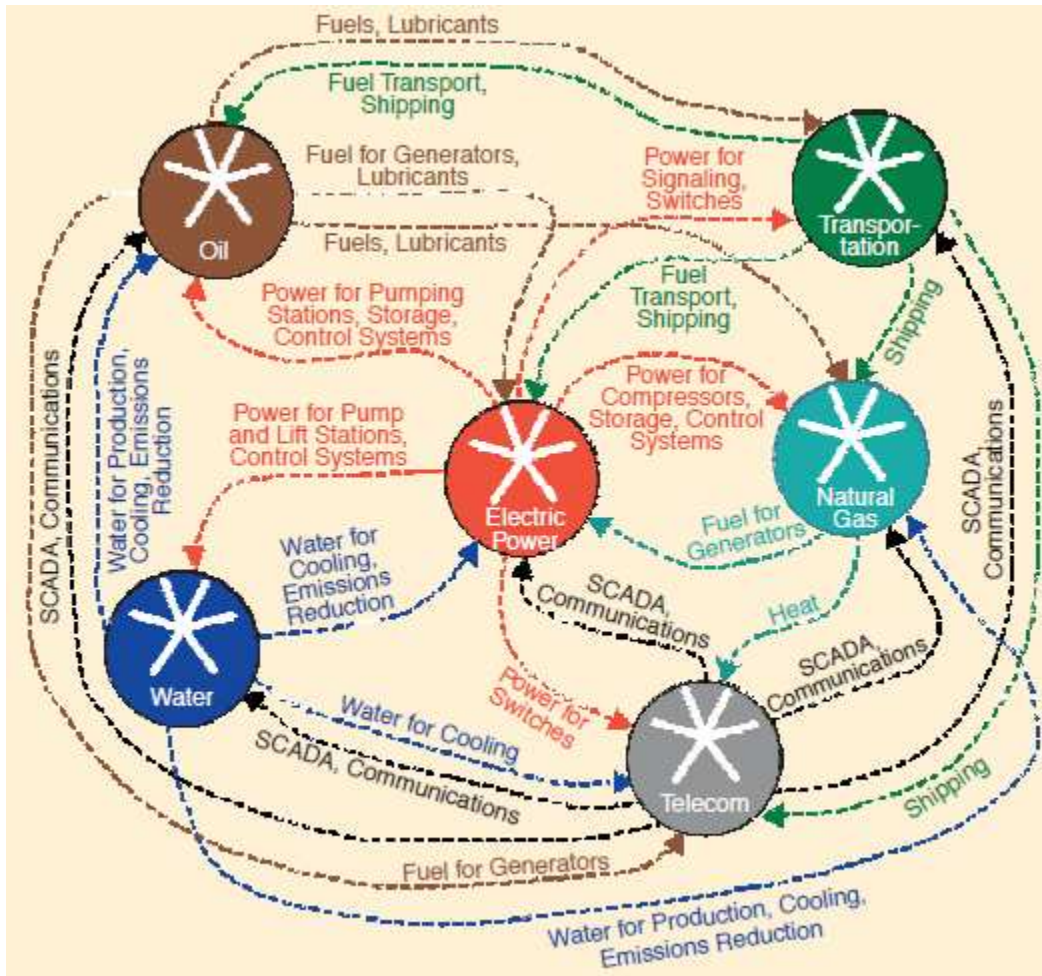 Fuels, Lubricants
Fuel Transport,
Shipping
Fuel for Generators,
Lubricants
Power for
Signaling,
Switches
Transpor-
tation
Oil
Fuels, Lubricants
Fuel
Transport,
Shipping
Shipping
Power for Pumping
Stations, Storage,
Control Systems
Power for
Compressors,
Storage, Control
Systems
Power for Pump
and Lift Stations,
Control Systems
Water for Production,
Cooling, Emissions
Reduction
SCADA, Communications
SCADA,
Communications
Electric
Power
Natural
Gas
Fuel for
Generators
Water for
Cooling,
Emissions
Reduction
SCADA,
Communications
Heat
SCADA,
Communications
Water
Power for
Switches
Water for Cooling
SCADA, Communications
Telecom
Shipping
Fuel for Generators
Water for Production, Cooling,
Emissions Reduction